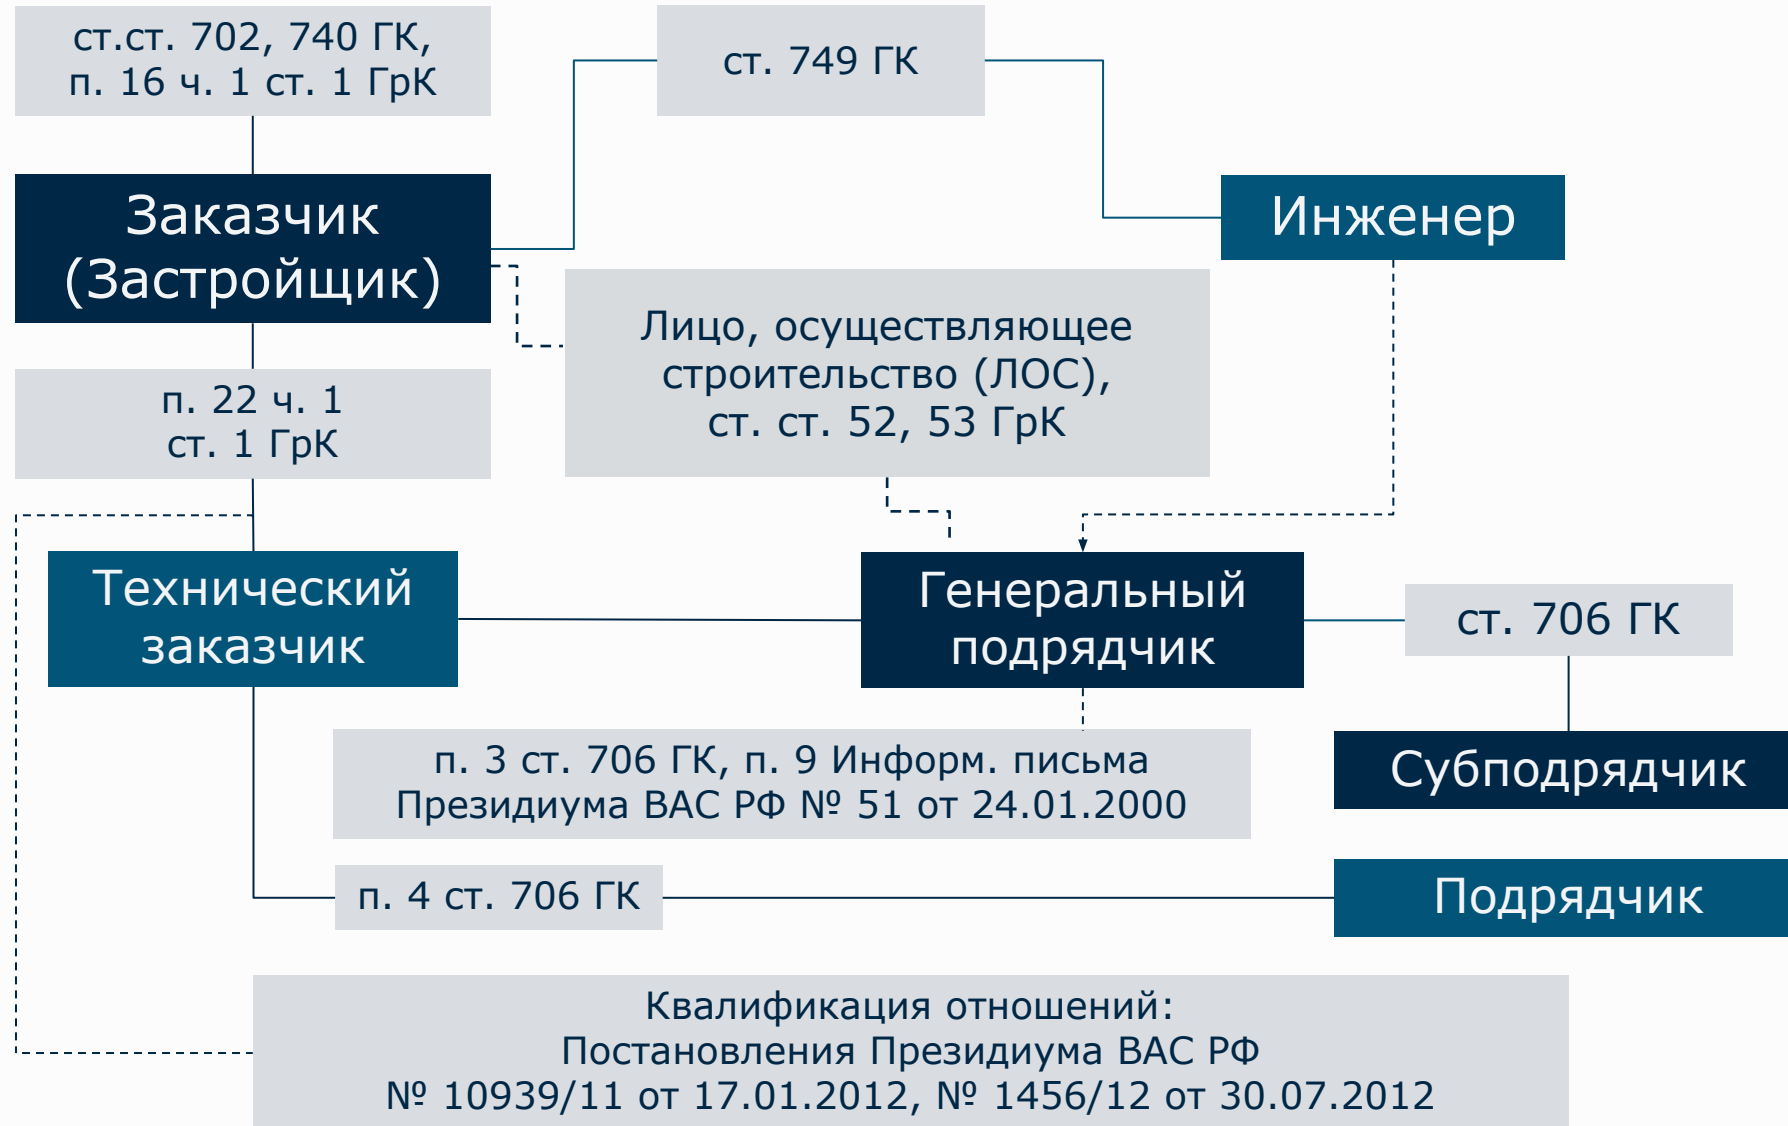 ст.ст. 702, 740 ГК,
п. 16 ч. 1 ст. 1 ГрК
ст. 749 ГК
Заказчик
(Застройщик)
Инженер
Лицо, осуществляющее
строительство (ЛОС),
ст. ст. 52, 53 ГрК
п. 22 ч. 1
ст. 1 ГрК
Технический
заказчик
Генеральный
подрядчик
ст. 706 ГК
п. 3 ст. 706 ГК, п. 9 Информ. письма
Президиума ВАС РФ № 51 от 24.01.2000
Субподрядчик
п. 4 ст. 706 ГК
Подрядчик
Квалификация отношений:
Постановления Президиума ВАС РФ
№ 10939/11 от 17.01.2012, № 1456/12 от 30.07.2012